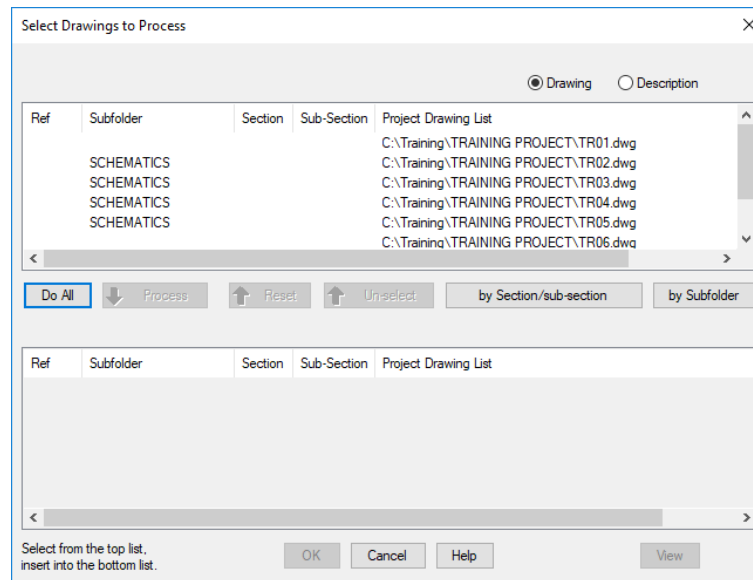 Select Drawings to Process
Drawing Description
Ref Subfolder Section Sub-Section Project Drawing List
C:\Training\TRAINING PROJECT\TR01.dwg
SCHEMATICS C:\Training\TRAINING PROJECT\TR02.dwg
SCHEMATICS C:\Training\TRAINING PROJECT\TR03.dwg
SCHEMATICS C:\Training\TRAINING PROJECT\TR04.dwg
SCHEMATICS C:\Training\TRAINING PROJECT\TR05.dwg
C:\Training\TRAINING PROJECT\TR06.dwg
Do All Process Reset Un-select by Section/sub-section by Subfolder
Ref Subfolder Section Sub-Section Project Drawing List
Select from the top list,
insert into the bottom list.
OK Cancel Help View